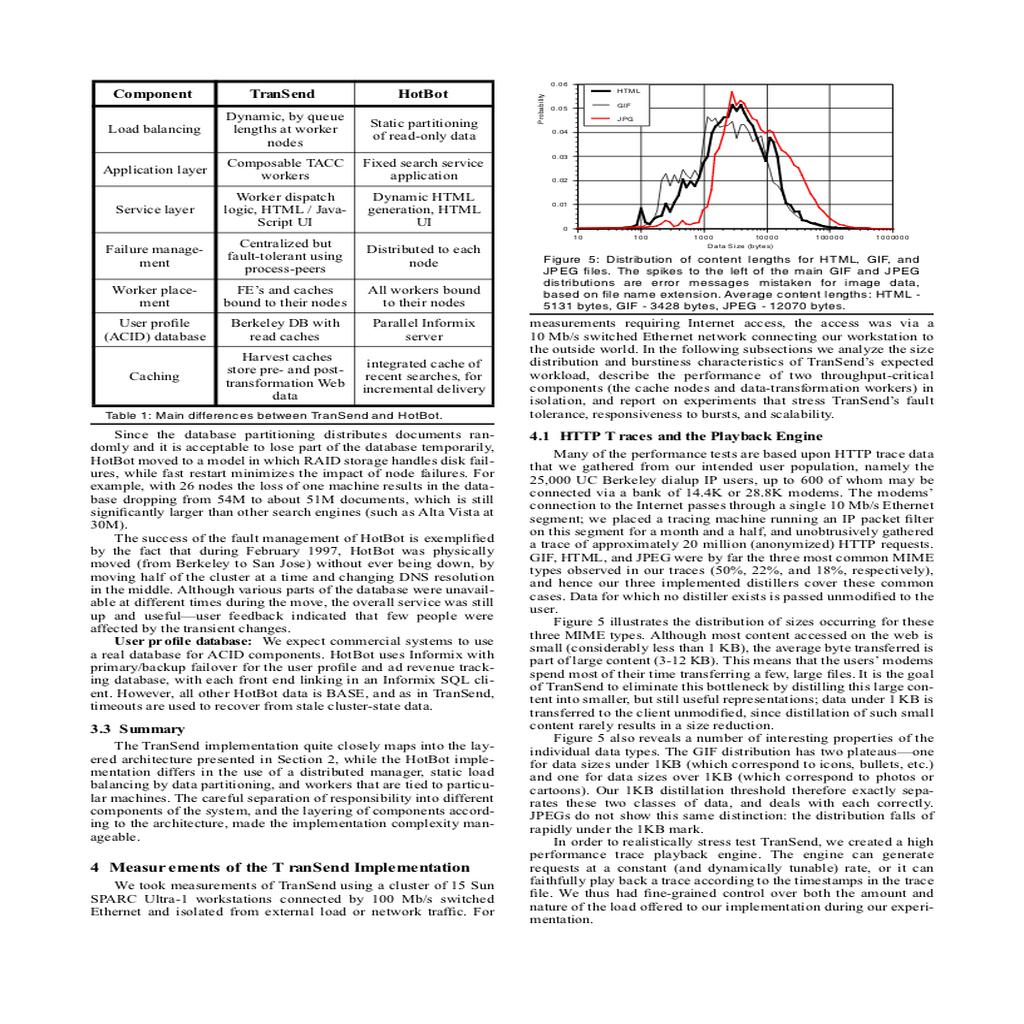 Component TranSend HotBot
Load balancing
Dynamic, by queue
lengths at worker
nodes
Static partitioning
of read-only data
Application layer
Composable TACC
workers
Fixed search service
application
Service layer
Worker dispatch
logic, HTML / Java-
Script UI
Dynamic HTML
generation, HTML
UI
Failure manage-
ment
Centralized but
fault-tolerant using
process-peers
Distributed to each
node
Worker place-
ment
FE's and caches
bound to their nodes
All workers bound
to their nodes
User profile
(ACID) database
Berkeley DB with
read caches
Parallel Informix
server
Caching
Harvest caches
store pre- and post-
transformation Web
data
integrated cache of
recent searches, for
incremental delivery
Table 1: Main differences between TranSend and HotBot.
Since the database partitioning distributes documents ran-
domly and it is acceptable to lose part of the database temporarily,
HotBot moved to a model in which RAID storage handles disk fail-
ures, while fast restart minimizes the impact of node failures. For
example, with 26 nodes the loss of one machine results in the data-
base dropping from 54M to about 51M documents, which is still
significantly larger than other search engines (such as Alta Vista at
30M).
The success of the fault management of HotBot is exemplified
by the fact that during February 1997, HotBot was physically
moved (from Berkeley to San Jose) without ever being down, by
moving half of the cluster at a time and changing DNS resolution
in the middle. Although various parts of the database were unavail-
able at different times during the move, the overall service was still
up and useful—user feedback indicated that few people were
affected by the transient changes.
User profile database: We expect commercial systems to use
a real database for ACID components. HotBot uses Informix with
primary/backup failover for the user profile and ad revenue track-
ing database, with each front end linking in an Informix SQL cli-
ent. However, all other HotBot data is BASE, and as in TranSend,
timeouts are used to recover from stale cluster-state data.
3.3 Summary
The TranSend implementation quite closely maps into the lay-
ered architecture presented in Section 2, while the HotBot imple-
mentation differs in the use of a distributed manager, static load
balancing by data partitioning, and workers that are tied to particu-
lar machines. The careful separation of responsibility into different
components of the system, and the layering of components accord-
ing to the architecture, made the implementation complexity man-
ageable.
4 Measurements of the TranSend Implementation
We took measurements of TranSend using a cluster of 15 Sun
SPARC Ultra-1 workstations connected by 100 Mb/s switched
Ethernet and isolated from external load or network traffic. For
Probability
0.06
0.05
0.04
0.03
0.02
0.01
0
HTML
GIF
JPG
10 100 1000 10000 100000 1000000
Data Size (bytes)
Figure 5: Distribution of content lengths for HTML, GIF, and
JPEG files. The spikes to the left of the main GIF and JPEG
distributions are error messages mistaken for image data,
based on file name extension. Average content lengths: HTML -
5131 bytes, GIF - 3428 bytes, JPEG - 12070 bytes.
measurements requiring Internet access, the access was via a
10 Mb/s switched Ethernet network connecting our workstation to
the outside world. In the following subsections we analyze the size
distribution and burstiness characteristics of TranSend's expected
workload, describe the performance of two throughput-critical
components (the cache nodes and data-transformation workers) in
isolation, and report on experiments that stress TranSend's fault
tolerance, responsiveness to bursts, and scalability.
4.1 HTTP Traces and the Playback Engine
Many of the performance tests are based upon HTTP trace data
that we gathered from our intended user population, namely the
25,000 UC Berkeley dialup IP users, up to 600 of whom may be
connected via a bank of 14.4K or 28.8K modems. The modems'
connection to the Internet passes through a single 10 Mb/s Ethernet
segment; we placed a tracing machine running an IP packet filter
on this segment for a month and a half, and unobtrusively gathered
a trace of approximately 20 million (anonymized) HTTP requests.
GIF, HTML, and JPEG were by far the three most common MIME
types observed in our traces (50%, 22%, and 18%, respectively),
and hence our three implemented distillers cover these common
cases. Data for which no distiller exists is passed unmodified to the
user.
Figure 5 illustrates the distribution of sizes occurring for these
three MIME types. Although most content accessed on the web is
small (considerably less than 1 KB), the average byte transferred is
part of large content (3-12 KB). This means that the users' modems
spend most of their time transferring a few, large files. It is the goal
of TranSend to eliminate this bottleneck by distilling this large con-
tent into smaller, but still useful representations; data under 1 KB is
transferred to the client unmodified, since distillation of such small
content rarely results in a size reduction.
Figure 5 also reveals a number of interesting properties of the
individual data types. The GIF distribution has two plateaus—one
for data sizes under 1KB (which correspond to icons, bullets, etc.)
and one for data sizes over 1KB (which correspond to photos or
cartoons). Our 1KB distillation threshold therefore exactly sepa-
rates these two classes of data, and deals with each correctly.
JPEGs do not show this same distinction: the distribution falls of
rapidly under the 1KB mark.
In order to realistically stress test TranSend, we created a high
performance trace playback engine. The engine can generate
requests at a constant (and dynamically tunable) rate, or it can
faithfully play back a trace according to the timestamps in the trace
file. We thus had fine-grained control over both the amount and
nature of the load offered to our implementation during our experi-
mentation.